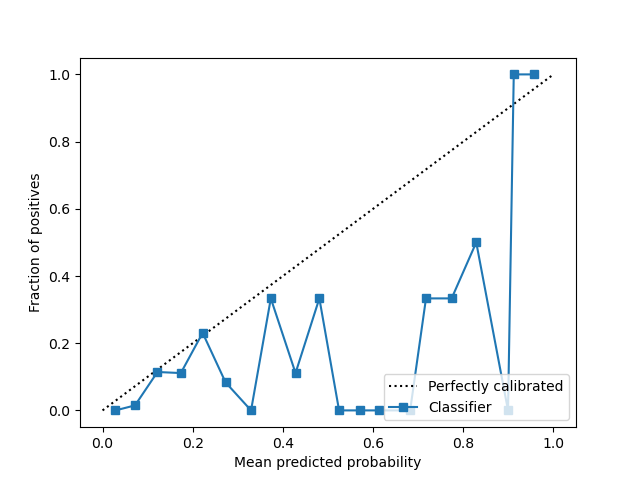 1.0
0.8
0.6
0.4
0.2
0.0
Fraction of positives
Perfectly calibrated
Classifier
0.0 0.2 0.4 0.6 0.8 1.0
Mean predicted probability